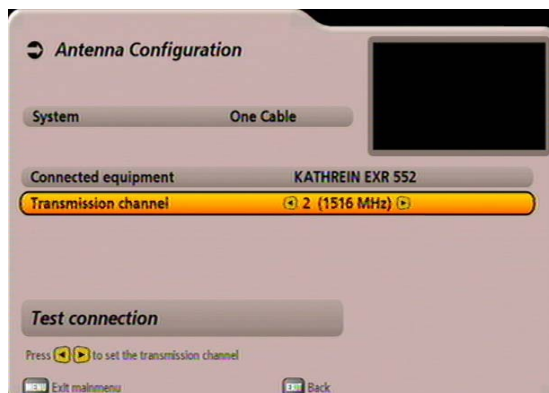 Antenna Configuration
System One Cable
Connected equipment KATHREIN EXR 552
Transmission channel 2 (1516 MHz)
Test connection
Press to set the transmission channel
Exit mainmenu Back